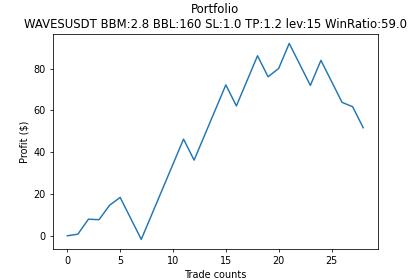 Portfolio
WAVESUSDT BBM:2.8 BBL:160 SL:1.0 TP:1.2 lev:15 WinRatio:59.0
Profit ($)
80
60
40
20
0
0 5 10 15 20 25
Trade counts